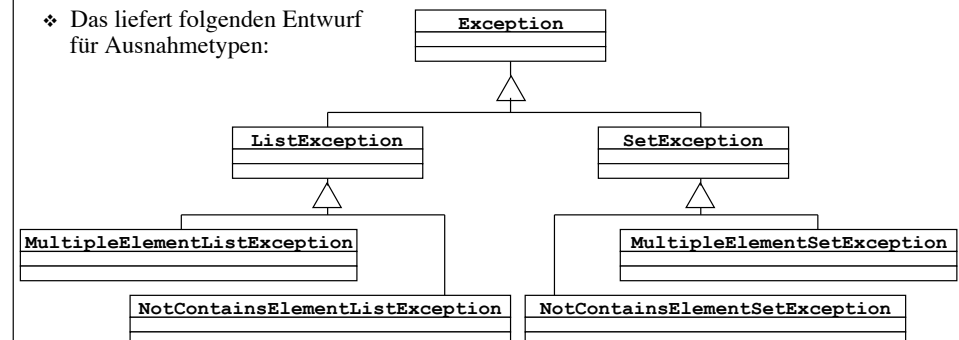 ❖ Das liefert folgenden Entwurf
für Ausnahmetypen:
Exception
ListException
SetException
MultipleElementListException
MultipleElementSetException
NotContainsElementListException
NotContainsElementSetException